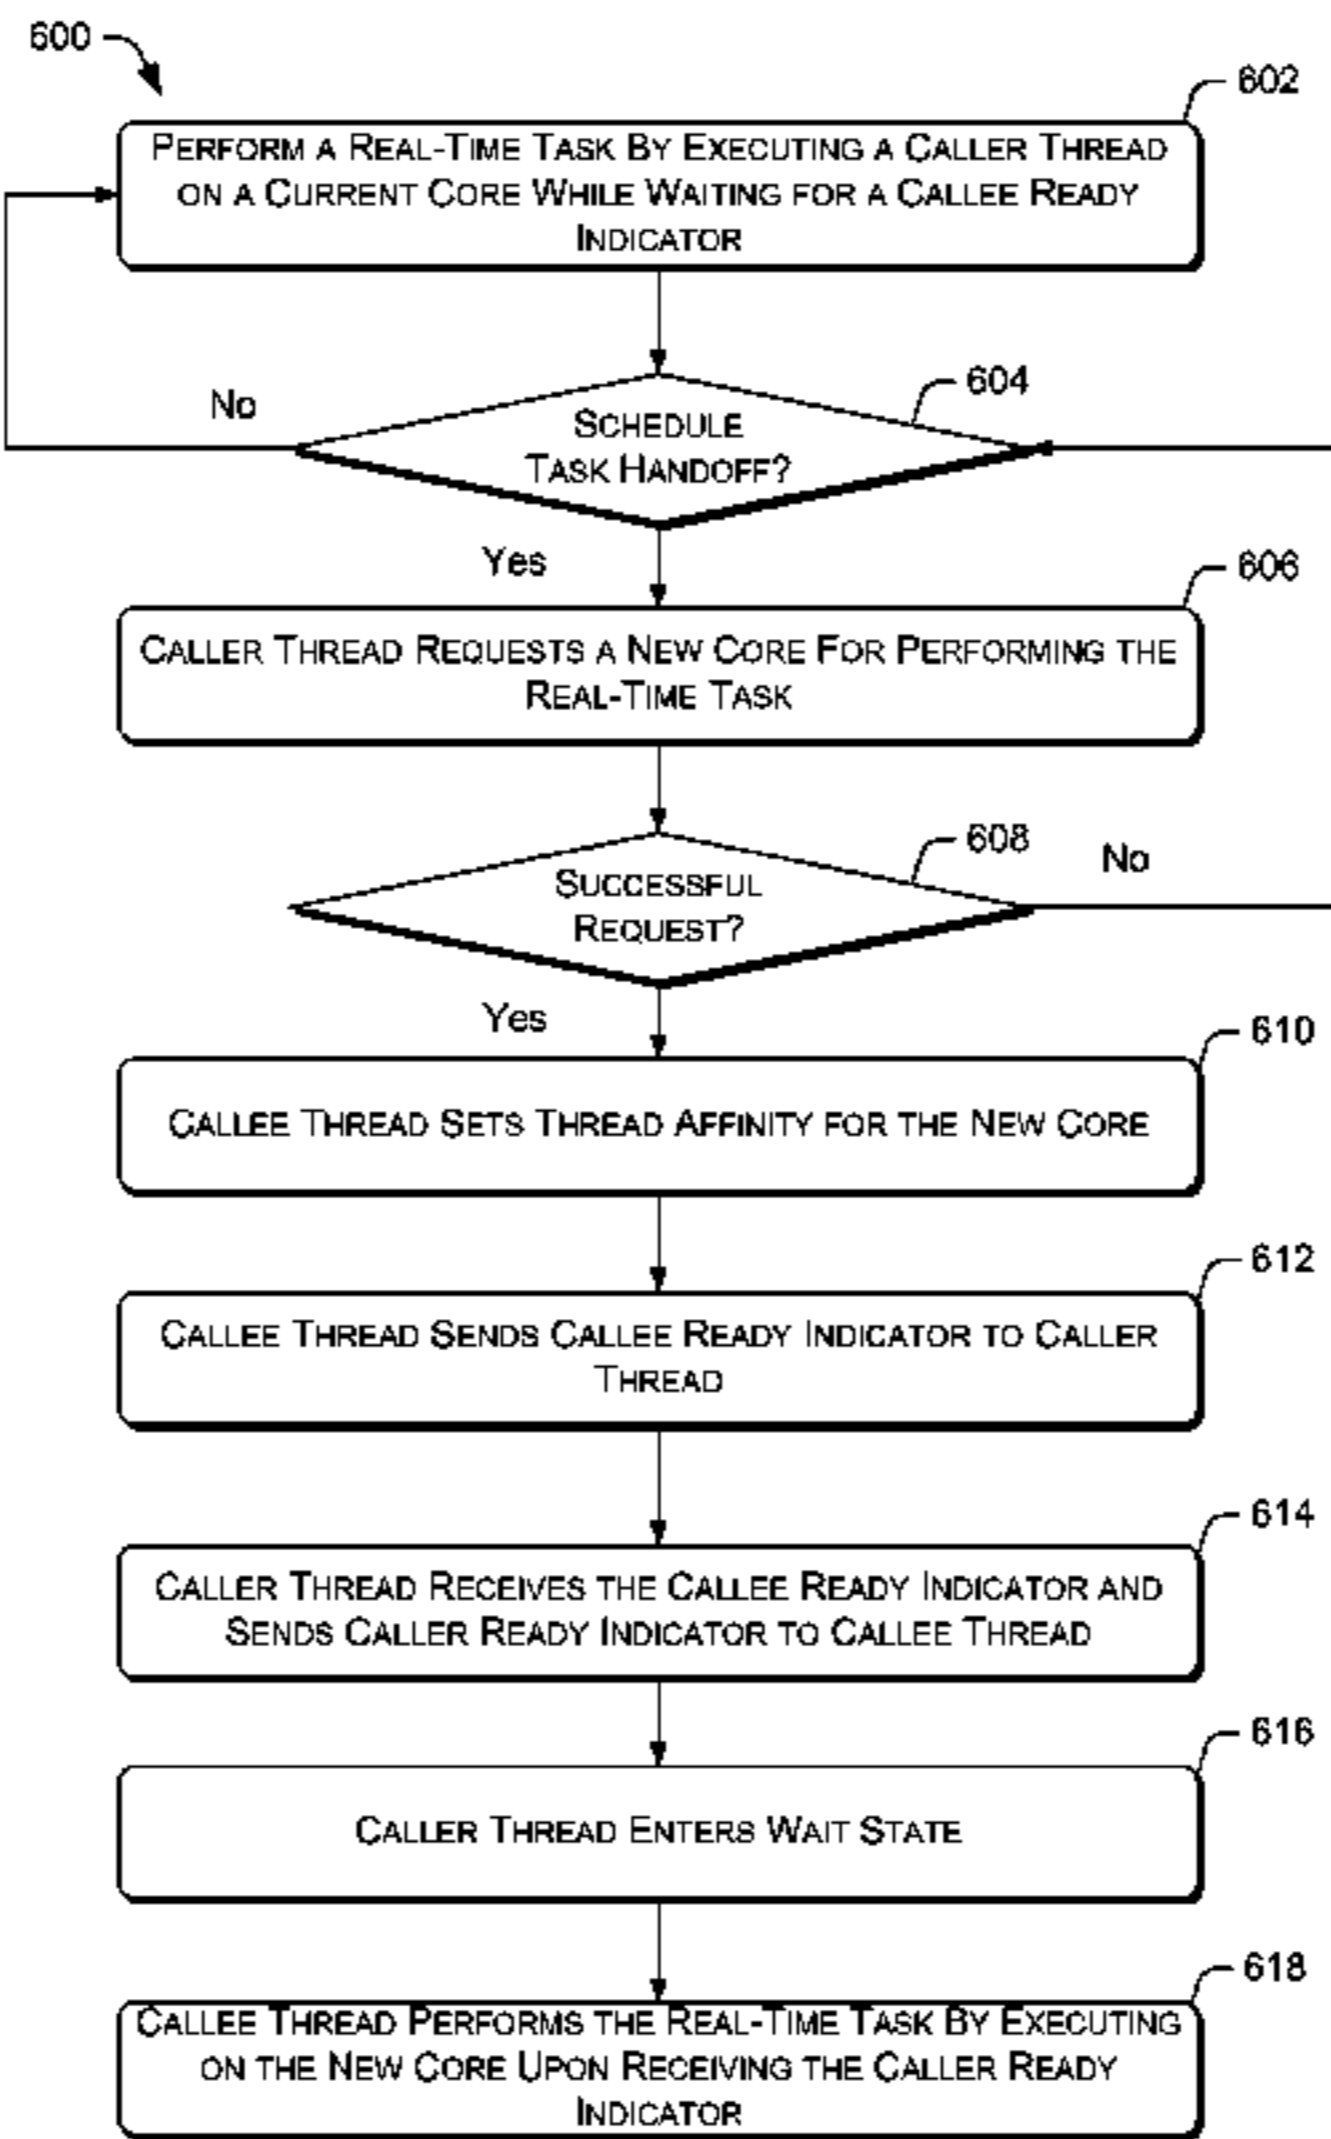 600
602
PERFORM A REAL-TIME TASK BY EXECUTING A CALLER THREAD
ON A CURRENT CORE WHILE WAITING FOR A CALLEE READY
INDICATOR
604
No
SCHEDULE
TASK HANDOFF?
Yes
606
CALLER THREAD REQUESTS A NEW CORE FOR PERFORMING THE
REAL-TIME TASK
608
No
SUCCESSFUL
REQUEST?
Yes
610
CALLEE THREAD SETS THREAD AFFINITY FOR THE NEW CORE
612
CALLEE THREAD SENDS CALLEE READY INDICATOR TO CALLER
THREAD
614
CALLER THREAD RECEIVES THE CALLEE READY INDICATOR AND
SENDS CALLER READY INDICATOR TO CALLEE THREAD
616
CALLER THREAD ENTERS WAIT STATE
618
CALLEE THREAD PERFORMS THE REAL-TIME TASK BY EXECUTING
ON THE NEW CORE UPON RECEIVING THE CALLER READY
INDICATOR